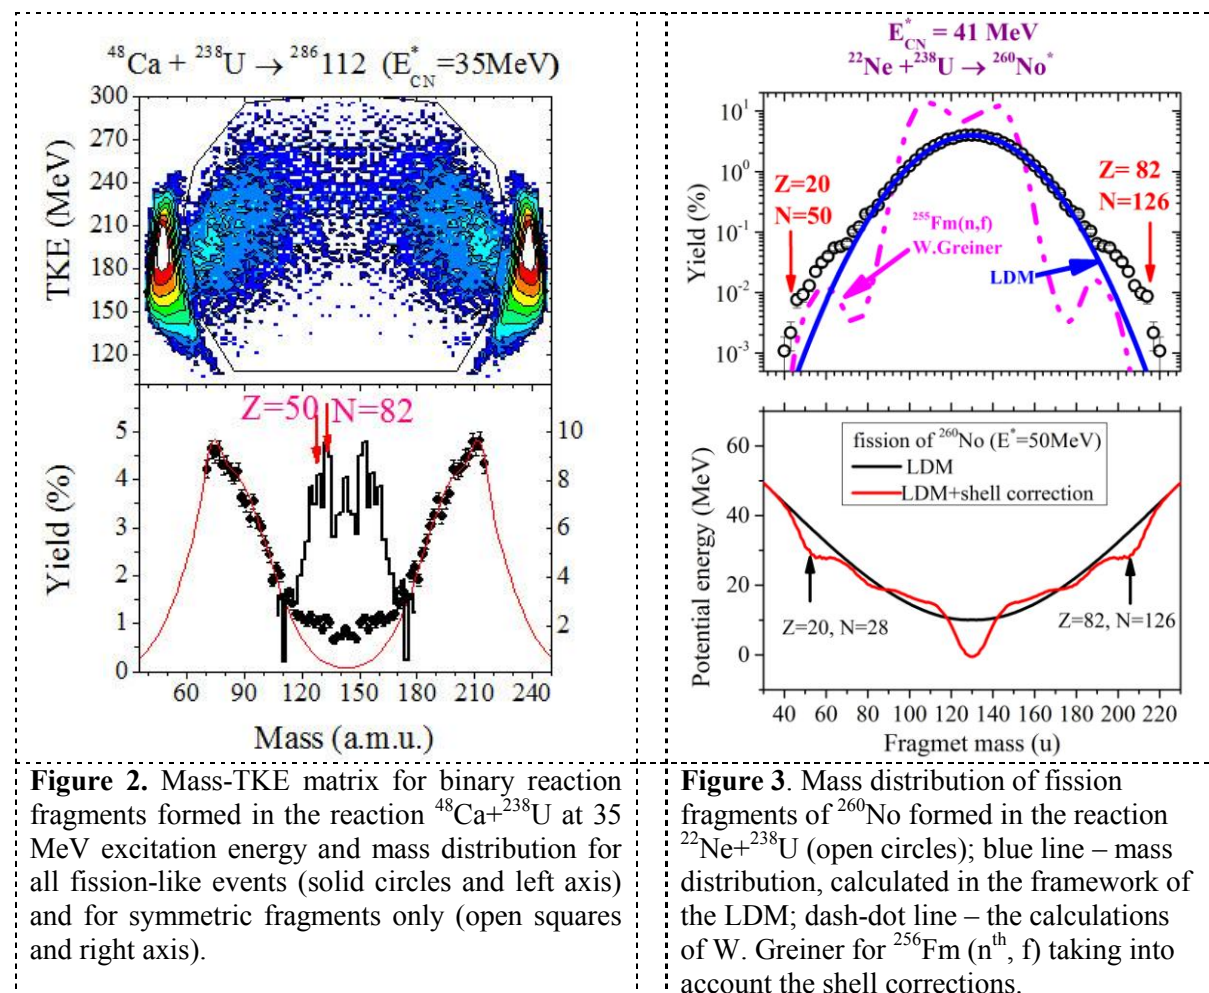 ⁴⁸Ca + ²³⁸U → ²⁸⁶112 (E*CN=35MeV)
300
270
240
210
180
150
120
TKE (MeV)
Z=50 N=82
5
4
3
2
1
0
Yield (%)
10
8
6
4
2
60 90 120 150 180 210 240
Mass (a.m.u.)
Figure 2. Mass-TKE matrix for binary reaction
fragments formed in the reaction ⁴⁸Ca+²³⁸U at 35
MeV excitation energy and mass distribution for
all fission-like events (solid circles and left axis)
and for symmetric fragments only (open squares
and right axis).
E*CN = 41 MeV
²²Ne +²³⁸U → ²⁶⁰No*
10¹
10⁰
10⁻¹
10⁻²
10⁻³
Yield (%)
Z=20
N=50
Z= 82
N=126
²⁵⁵Fm(n,f)
W.Greiner
LDM
60
40
20
0
Potential energy (MeV)
fission of ²⁶⁰No (E*=50MeV)
LDM
LDM+shell correction
Z=20, N=28
Z=82, N=126
40 60 80 100 120 140 160 180 200 220
Fragmet mass (u)
Figure 3. Mass distribution of fission
fragments of ²⁶⁰No formed in the reaction
²²Ne+²³⁸U (open circles); blue line – mass
distribution, calculated in the framework of
the LDM; dash-dot line – the calculations
of W. Greiner for ²⁵⁶Fm (nᵗʰ, f) taking into
account the shell corrections.